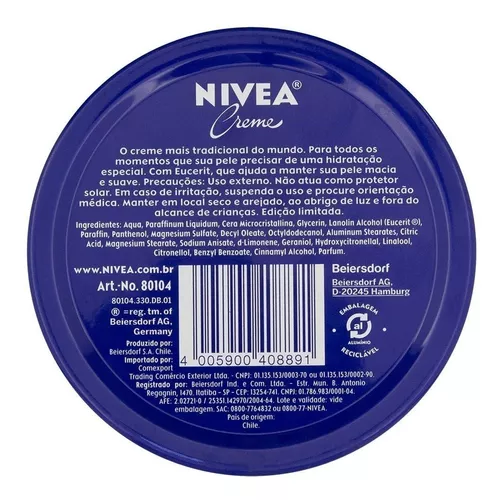 NIVEA®
Creme
O creme mais tradicional do mundo. Para todos os
momentos que sua pele precisar de uma hidratação
especial. Com Eucerit, que ajuda a manter sua pele macia
e suave. Precauções: Uso externo. Não atua como protetor
solar. Em caso de irritação, suspenda o uso e procure orientação
médica. Manter em local seco e arejado, ao abrigo de luz e fora do
alcance de crianças. Edição limitada.
Ingredientes: Aqua, Paraffinum Liquidum, Cera Microcristallina, Glycerin, Lanolin Alcohol (Eucerit®),
Paraffin, Panthenol, Magnesium Sulfate, Decyl Oleate, Octyldodecanol, Aluminum Stearates, Citric
Acid, Magnesium Stearate, Sodium Anisate, d-Limonene, Geraniol, Hydroxycitronellal, Linalool,
Citronellol, Benzyl Benzoate, Cinnamyl Alcohol, Parfum.
www.NIVEA.com.br
Art.-No. 80104
80104.330.DB.01
® =reg. tm. of
Beiersdorf AG,
Germany
Produzido por:
Beiersdorf S.A. Chile.
Importado por:
Comexport
4 005900 408891
Beiersdorf
Beiersdorf AG,
D-20245 Hamburg
EMBALAGEM
al
ALUMÍNIO
RECICLÁVEL
Trading Comércio Exterior Ltda. - CNPJ: 01.135.153/0003-70 ou 01.135.153/0002-90.
Registrado por: Beiersdorf Ind. e Com. Ltda. - Estr. Mun. B. Antonio
Regagnin, 1470. Itatiba - SP - CEP: 13254-741. CNPJ 01.786.983/0001-04.
AFE: 2.02721-0 / 25351.142970/2004-64. Lote e validade: vide
embalagem. SAC: 0800-7764832 ou 0800-77-NIVEA.
País de origem:
Chile.